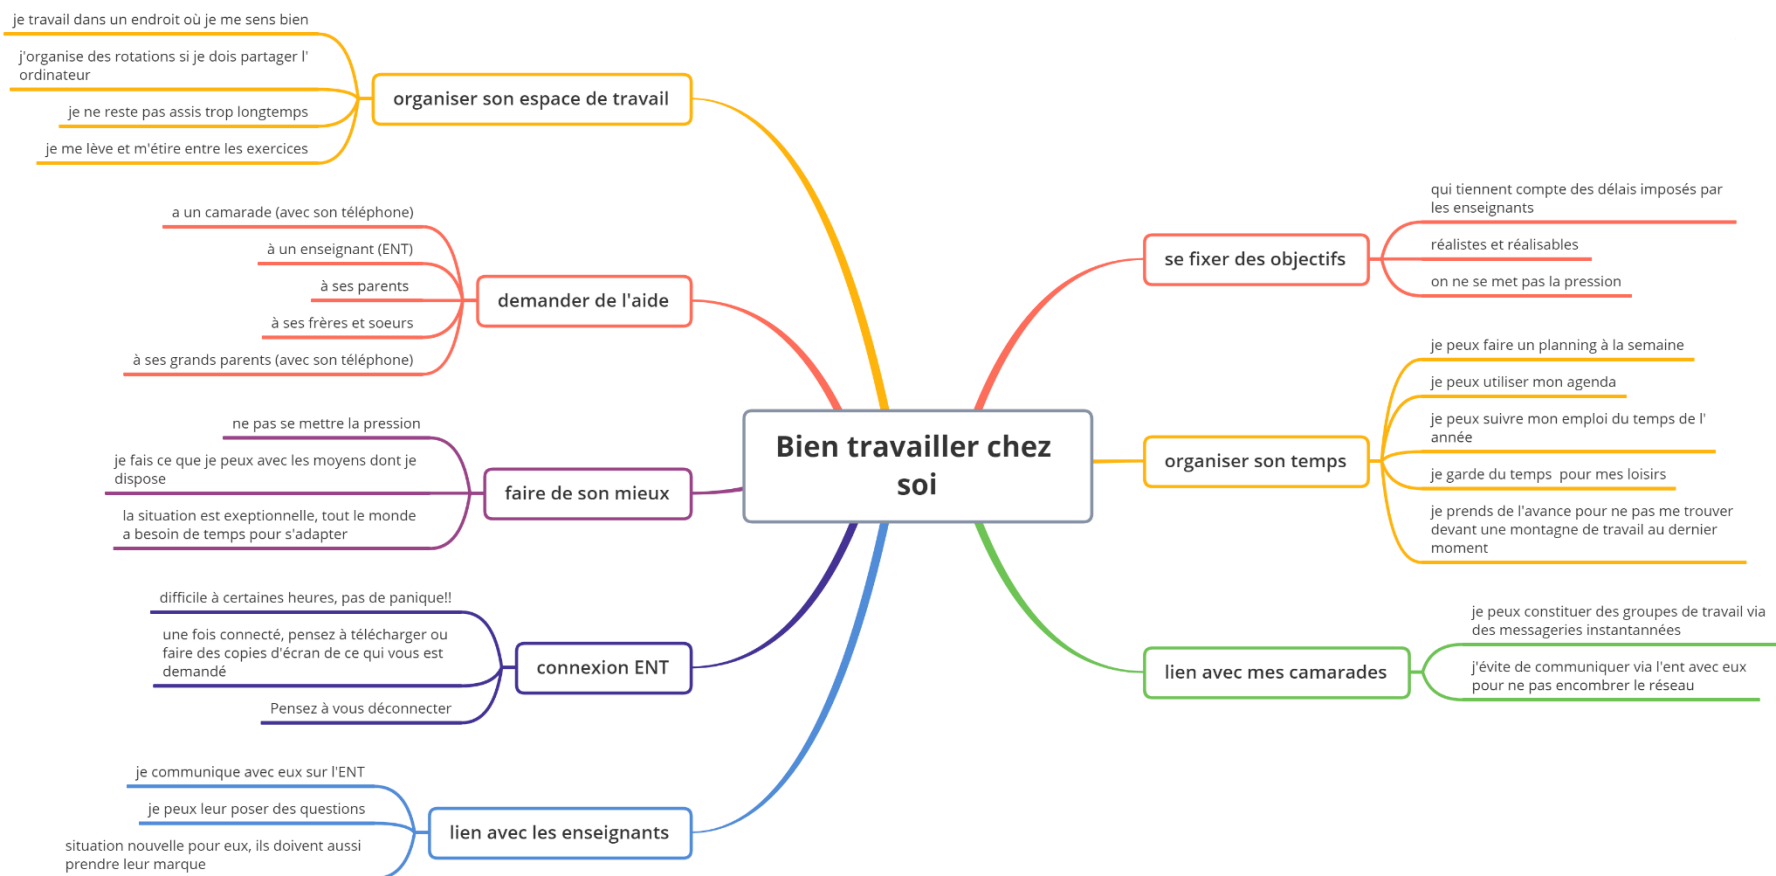 Bien travailler chez
soi
organiser son espace de travail
je travail dans un endroit où je me sens bien
j'organise des rotations si je dois partager l'
ordinateur
je ne reste pas assis trop longtemps
je me lève et m'étire entre les exercices
demander de l'aide
a un camarade (avec son téléphone)
à un enseignant (ENT)
à ses parents
à ses frères et soeurs
à ses grands parents (avec son téléphone)
faire de son mieux
ne pas se mettre la pression
je fais ce que je peux avec les moyens dont je
dispose
la situation est exeptionnelle, tout le monde
a besoin de temps pour s'adapter
connexion ENT
difficile à certaines heures, pas de panique!!
une fois connecté, pensez à télécharger ou
faire des copies d'écran de ce qui vous est
demandé
Pensez à vous déconnecter
lien avec les enseignants
je communique avec eux sur l'ENT
je peux leur poser des questions
situation nouvelle pour eux, ils doivent aussi
prendre leur marque
se fixer des objectifs
qui tiennent compte des délais imposés par
les enseignants
réalistes et réalisables
on ne se met pas la pression
organiser son temps
je peux faire un planning à la semaine
je peux utiliser mon agenda
je peux suivre mon emploi du temps de l'
année
je garde du temps  pour mes loisirs
je prends de l'avance pour ne pas me trouver
devant une montagne de travail au dernier
moment
lien avec mes camarades
je peux constituer des groupes de travail via
des messageries instantannées
j'évite de communiquer via l'ent avec eux
pour ne pas encombrer le réseau